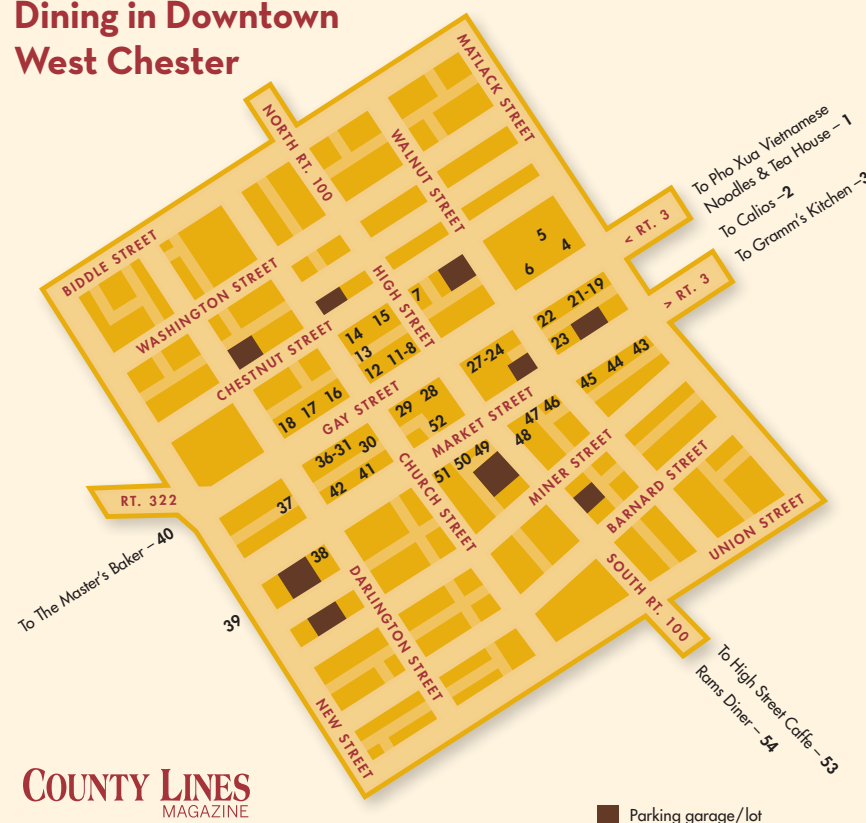 Dining in Downtown
West Chester
MATLACK STREET
NORTH RT. 100
WALNUT STREET
To Pho Xua Vietnamese
Noodles & Tea House – 1
To Calios –2
To Gramm's Kitchen –3
< RT. 3
> RT. 3
BIDDLE STREET
WASHINGTON STREET
HIGH STREET
CHESTNUT STREET
5
4
6
7
21-19
22
23
14
15
13
12
11-8
27-24
43
44
45
18
17
16
GAY STREET
29
28
52
MARKET STREET
47
46
48
36-31
30
42
41
51
50
49
CHURCH STREET
MINER STREET
BARNARD STREET
UNION STREET
RT. 322
37
38
To The Master's Baker – 40
39
DARLINGTON STREET
SOUTH RT. 100
NEW STREET
To High Street Caffe – 53
Rams Diner – 54
COUNTY LINES
MAGAZINE
Parking garage/lot